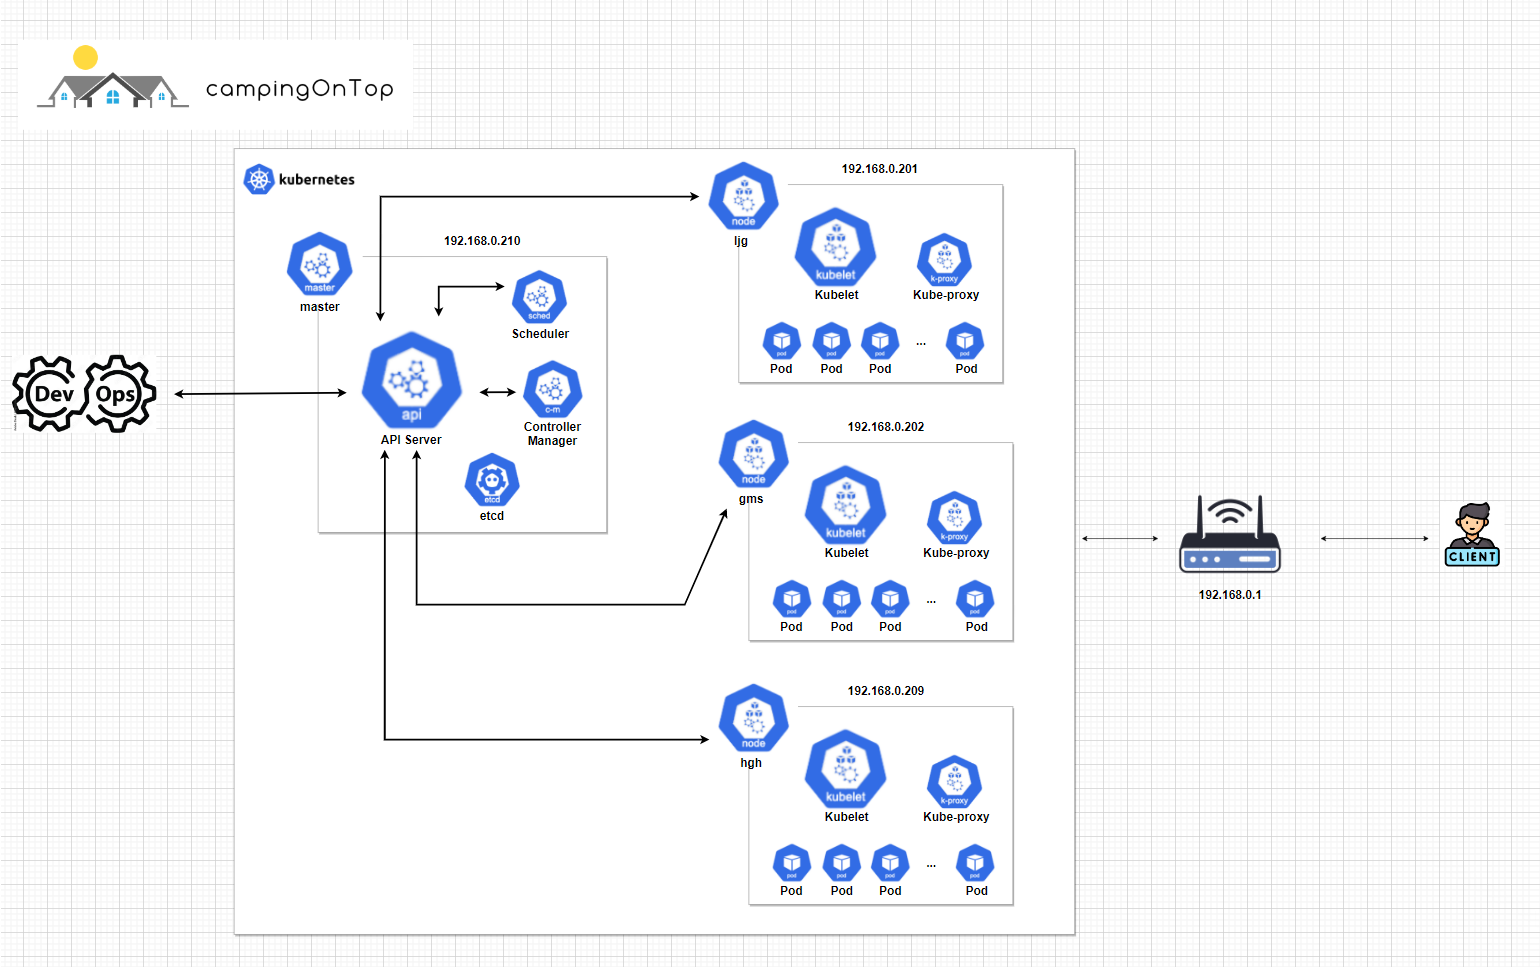 campingOnTop
kubernetes
192.168.0.210
master
master
sched
Scheduler
api
API Server
c-m
Controller
Manager
etcd
etcd
Dev Ops
192.168.0.201
node
ljg
kubelet
Kubelet
k-proxy
Kube-proxy
pod pod pod ... pod
Pod Pod Pod Pod
192.168.0.202
node
gms
kubelet
Kubelet
k-proxy
Kube-proxy
pod pod pod ... pod
Pod Pod Pod Pod
192.168.0.209
node
hgh
kubelet
Kubelet
k-proxy
Kube-proxy
pod pod pod ... pod
Pod Pod Pod Pod
192.168.0.1
CLIENT